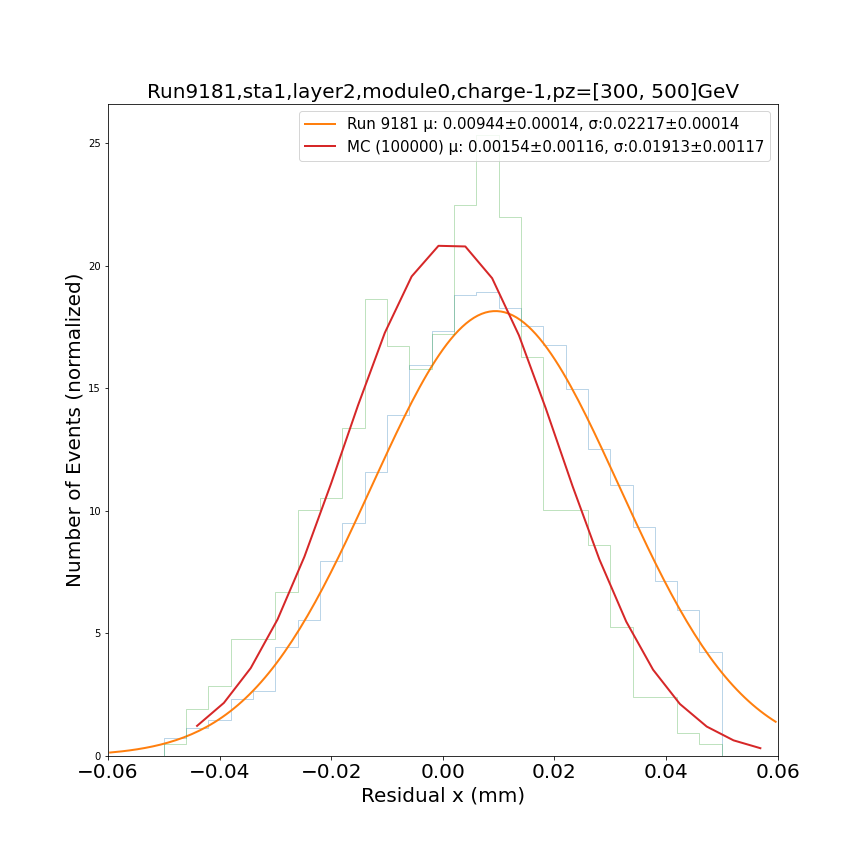 Run9181,sta1,layer2,module0,charge-1,pz=[300, 500]GeV
Run 9181 μ: 0.00944±0.00014, σ:0.02217±0.00014
MC (100000) μ: 0.00154±0.00116, σ:0.01913±0.00117
25
20
15
10
5
0
Number of Events (normalized)
−0.06 −0.04 −0.02 0.00 0.02 0.04 0.06
Residual x (mm)